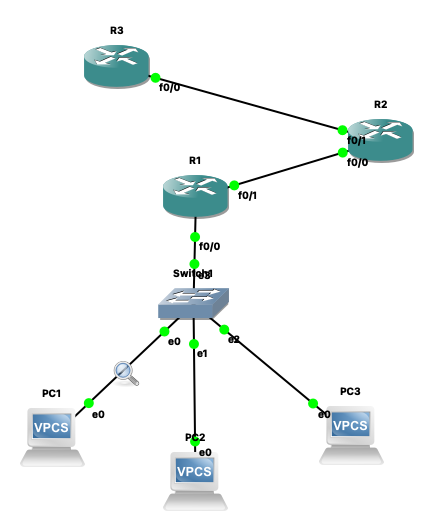 R3
f0/0
R2
f0/1
f0/0
R1
f0/1
f0/0
e3
Switch1
e0
e1
e2
PC1
e0
VPCS
PC2
e0
VPCS
PC3
e0
VPCS